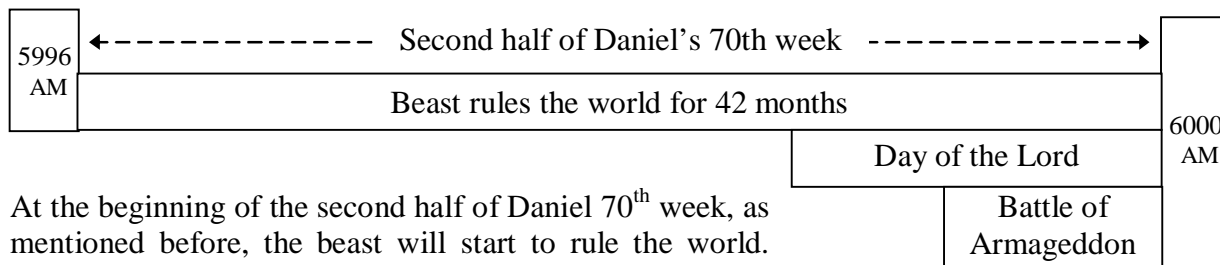 5996
AM
Second half of Daniel's 70th week
Beast rules the world for 42 months
6000
AM
Day of the Lord
Battle of
Armageddon
At the beginning of the second half of Daniel 70th week, as
mentioned before, the beast will start to rule the world.